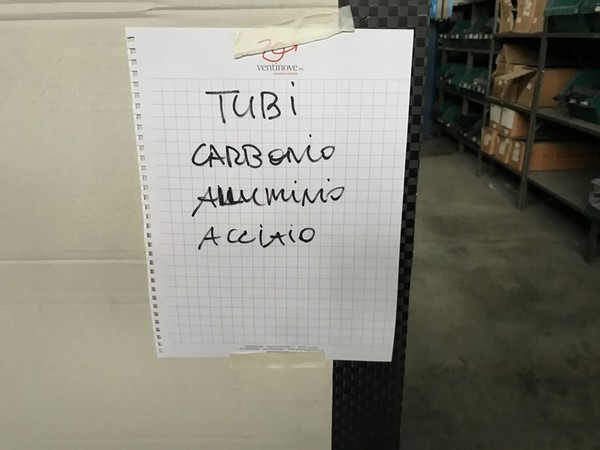 ventinove
TUBI
CARBONIO
ALLUMINIO
ACCIAIO